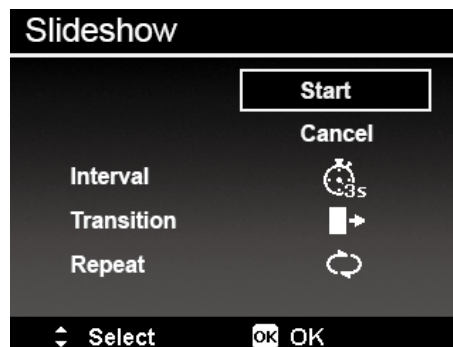 Slideshow
Start
Cancel
Interval 3s
Transition
Repeat
Select OK OK